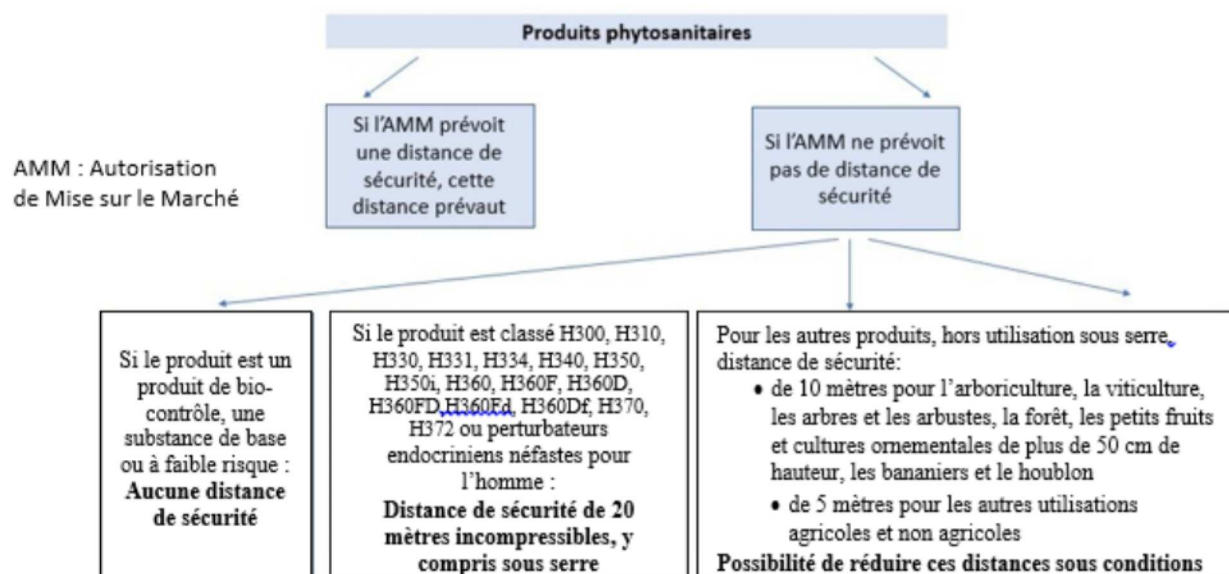 Produits phytosanitaires
Si l'AMM prévoit
une distance de
sécurité, cette
distance prévaut
Si l'AMM ne prévoit
pas de distance de
sécurité
AMM : Autorisation
de Mise sur le Marché
Si le produit est un
produit de bio-
contrôle, une
substance de base
ou à faible risque :
Aucune distance
de sécurité
Si le produit est classé H300, H310,
H330, H331, H334, H340, H350,
H350i, H360, H360F, H360D,
H360FD,H360Fd, H360Df, H370,
H372 ou perturbateurs
endocriniens néfastes pour
l'homme :
Distance de sécurité de 20
mètres incompressibles, y
compris sous serre
Pour les autres produits, hors utilisation sous serre,
distance de sécurité:
• de 10 mètres pour l'arboriculture, la viticulture,
les arbres et les arbustes, la forêt, les petits fruits
et cultures ornementales de plus de 50 cm de
hauteur, les bananiers et le houblon
• de 5 mètres pour les autres utilisations
agricoles et non agricoles
Possibilité de réduire ces distances sous conditions